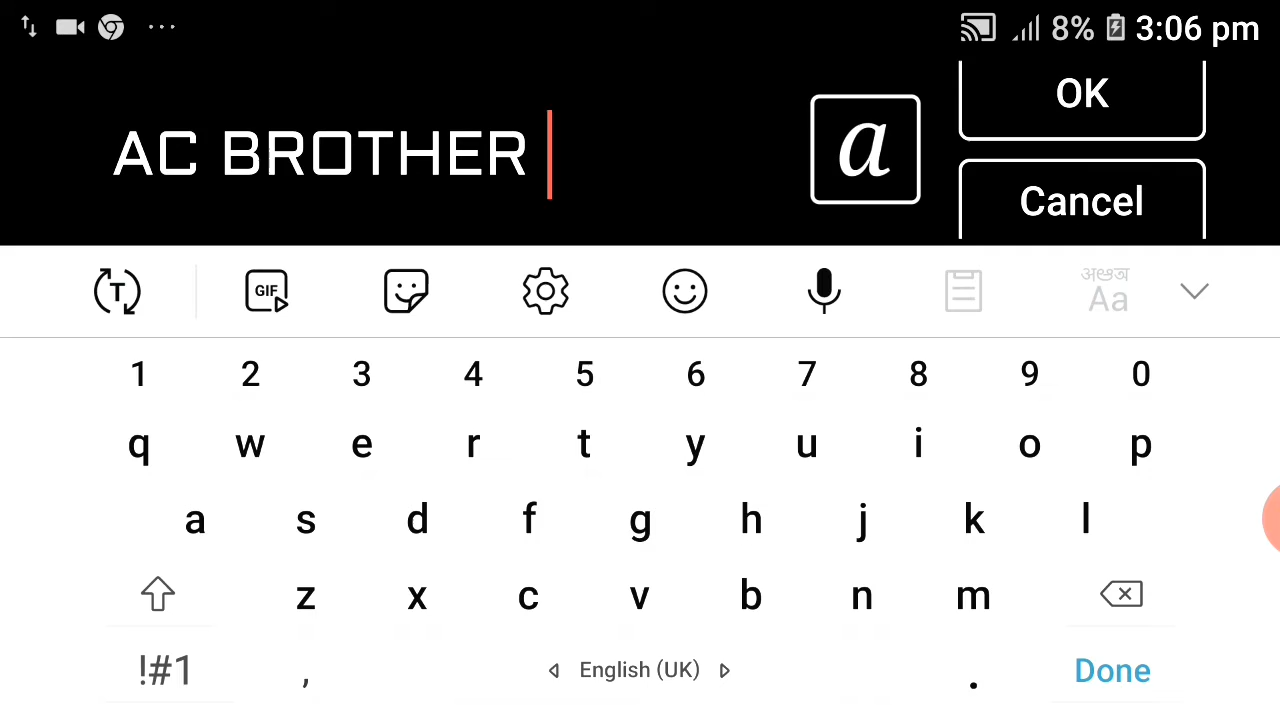 8% 3:06 pm
OK
AC BROTHER
a
Cancel
T GIF अঅঅ Aa
1 2 3 4 5 6 7 8 9 0
q w e r t y u i o p
a s d f g h j k l
z x c v b n m
!#1 , English (UK) . Done